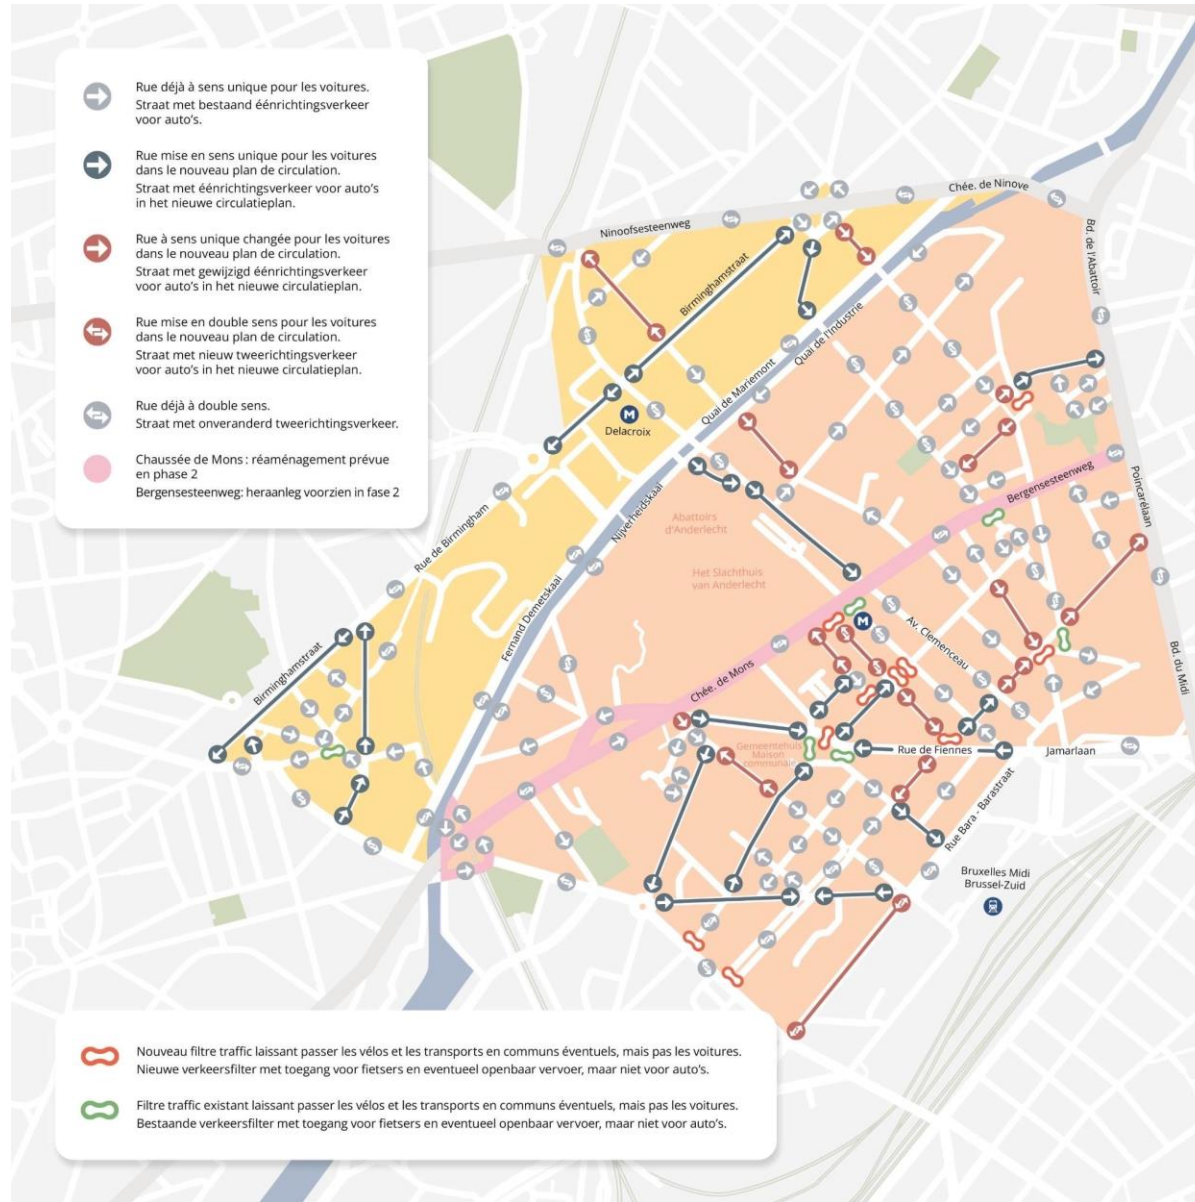 Rue déjà à sens unique pour les voitures.
Straat met bestaand éénrichtingsverkeer
voor auto's.
Rue mise en sens unique pour les voitures
dans le nouveau plan de circulation.
Straat met éénrichtingsverkeer voor auto's
in het nieuwe circulatieplan.
Rue à sens unique changée pour les voitures
dans le nouveau plan de circulation.
Straat met gewijzigd éénrichtingsverkeer
voor auto's in het nieuwe circulatieplan.
Rue mise en double sens pour les voitures
dans le nouveau plan de circulation.
Straat met nieuw tweerichtingsverkeer
voor auto's in het nieuwe circulatieplan.
Rue déjà à double sens.
Straat met onveranderd tweerichtingsverkeer.
Chaussée de Mons : réaménagement prévue
en phase 2
Bergensesteenweg: heraanleg voorzien in fase 2
Chée. de Ninove
Ninoofsesteenweg
Bd. de l'Abattoir
Birminghamstraat
Quai de l'Industrie
Quai de Mariemont
M
Delacroix
Bergensesteenweg
Poincarélaan
Nijverheidskaai
Rue de Birmingham
Abattoirs
d'Anderlecht
Het Slachthuis
van Anderlecht
Fernand Demetskaai
M
Av. Clemenceau
Birminghamstraat
Chée. de Mons
Bd. du Midi
Gemeentehuis
Maison
communale
Rue de Fiennes
Jamarlaan
Rue Bara - Barastraat
Bruxelles Midi
Brussel-Zuid
Nouveau filtre traffic laissant passer les vélos et les transports en communs éventuels, mais pas les voitures.
Nieuwe verkeersfilter met toegang voor fietsers en eventueel openbaar vervoer, maar niet voor auto's.
Filtre traffic existant laissant passer les vélos et les transports en communs éventuels, mais pas les voitures.
Bestaande verkeersfilter met toegang voor fietsers en eventueel openbaar vervoer, maar niet voor auto's.